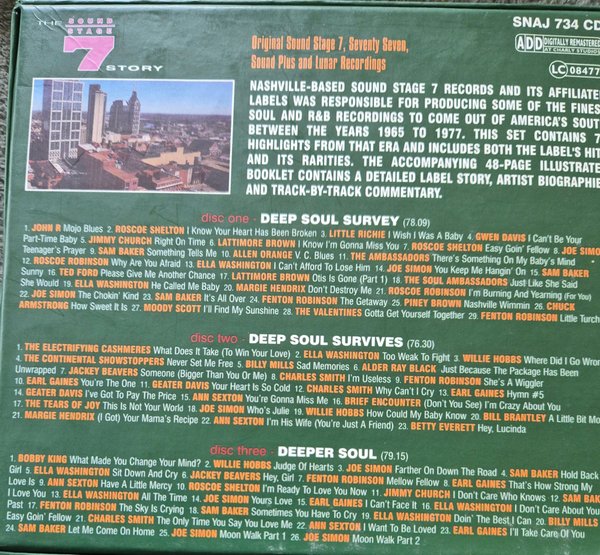 THE SOUND STAGE 7 STORY
Original Sound Stage 7, Seventy Seven,
Sound Plus and Lunar Recordings
SNAJ 734 CD
ADD DIGITALLY REMASTERED
AT CHARLY STUDIOS
LC 08477
NASHVILLE-BASED SOUND STAGE 7 RECORDS AND ITS AFFILIATED
LABELS WAS RESPONSIBLE FOR PRODUCING SOME OF THE FINES
SOUL AND R&B RECORDINGS TO COME OUT OF AMERICA'S SOUT
BETWEEN THE YEARS 1965 TO 1977. THIS SET CONTAINS 7
HIGHLIGHTS FROM THAT ERA AND INCLUDES BOTH THE LABEL'S HIT
AND ITS RARITIES. THE ACCOMPANYING 48-PAGE ILLUSTRATE
BOOKLET CONTAINS A DETAILED LABEL STORY, ARTIST BIOGRAPHIE
AND TRACK-BY-TRACK COMMENTARY.
disc one - DEEP SOUL SURVEY (78.09)
1. JOHN R Mojo Blues 2. ROSCOE SHELTON I Know Your Heart Has Been Broken 3. LITTLE RICHIE I Wish I Was A Baby 4. GWEN DAVIS I Can't Be Your
Part-Time Baby 5. JIMMY CHURCH Right On Time 6. LATTIMORE BROWN I Know I'm Gonna Miss You 7. ROSCOE SHELTON Easy Going Fellow 8. JOE SIMON
Teenager's Prayer 9. SAM BAKER Something Tells Me 10. ALLEN ORANGE V. C. Blues 11. THE AMBASSADORS There's Something On My Baby's Mind
12. ROSCOE ROBINSON Why Are You Afraid 13. ELLA WASHINGTON I Can't Afford To Lose Him 14. JOE SIMON You Keep Me Hangin' On 15. SAM BAKER
Sunny 16. TED FORD Please Give Me Another Chance 17. LATTIMORE BROWN Otis Is Gone (Part 1) 18. THE SOUL AMBASSADORS Just Like She Said
She Would 19. ELLA WASHINGTON He Called Me Baby 20. MARGIE HENDRIX Don't Destroy Me 21. ROSCOE ROBINSON I'm Burning And Yearning (For You)
22. JOE SIMON The Chokin' Kind 23. SAM BAKER It's All Over 24. FENTON ROBINSON The Getaway 25. PINEY BROWN Nashville Wimmin 26. CHUCK
ARMSTRONG How Sweet It Is 27. MOODY SCOTT I'll Find My Sunshine 28. THE VALENTINES Gotta Get Yourself Together 29. FENTON ROBINSON Little Turch
disc two - DEEP SOUL SURVIVES (76.30)
1. THE ELECTRIFYING CASHMERES What Does It Take (To Win Your Love) 2. ELLA WASHINGTON Too Weak To Fight 3. WILLIE HOBBS Where Did I Go Wron
4. THE CONTINENTAL SHOWSTOPPERS Never Set Me Free 5. BILLY MILLS Sad Memories 6. ALDER RAY BLACK Just Because The Package Has Been
Unwrapped 7. JACKEY BEAVERS Someone (Bigger Than You Or Me) 8. CHARLES SMITH I'm Useless 9. FENTON ROBINSON She's A Wiggler
10. EARL GAINES You're The One 11. GEATER DAVIS Your Heart Is So Cold 12. CHARLES SMITH Why Can't I Cry 13. EARL GAINES Hymn #5
14. GEATER DAVIS I've Got To Pay The Price 15. ANN SEXTON You're Gonna Miss Me 16. BRIEF ENCOUNTER (Don't You See) I'm Crazy About You
17. THE TEARS OF JOY This Is Not Your World 18. JOE SIMON Who's Julie 19. WILLIE HOBBS How Could My Baby Know 20. BILL BRANTLEY A Little Bit Mo
21. MARGIE HENDRIX (I Got) Your Mama's Recipe 22. ANN SEXTON I'm His Wife (You're Just A Friend) 23. BETTY EVERETT Hey, Lucinda
disc three - DEEPER SOUL (79.15)
1. BOBBY KING What Made You Change Your Mind? 2. WILLIE HOBBS Judge Of Hearts 3. JOE SIMON Farther On Down The Road 4. SAM BAKER Hold Back
Girl 5. ELLA WASHINGTON Sit Down And Cry 6. JACKEY BEAVERS Hey, Girl 7. FENTON ROBINSON Mellow Fellow 8. EARL GAINES That's How Strong My
Love Is 9. ANN SEXTON Have A Little Mercy 10. ROSCOE SHELTON I'm Ready To Love You Now 11. JIMMY CHURCH I Don't Care Who Knows 12. SAM BAK
I Love You 13. ELLA WASHINGTON All The Time 14. JOE SIMON Yours Love 15. EARL GAINES I Can't Face It 16. ELLA WASHINGTON I Don't Care About You
Past 17. FENTON ROBINSON The Sky Is Crying 18. SAM BAKER Sometimes You Have To Cry 19. ELLA WASHINGTON Doin' The Best I Can 20. BILLY MILLS
Easy Goin' Fellow 21. CHARLES SMITH The Only Time You Say You Love Me 22. ANN SEXTON I Want To Be Loved 23. EARL GAINES I'll Take Care Of You
24. SAM BAKER Let Me Come On Home 25. JOE SIMON Moon Walk Part 1 26. JOE SIMON Moon Walk Part 2